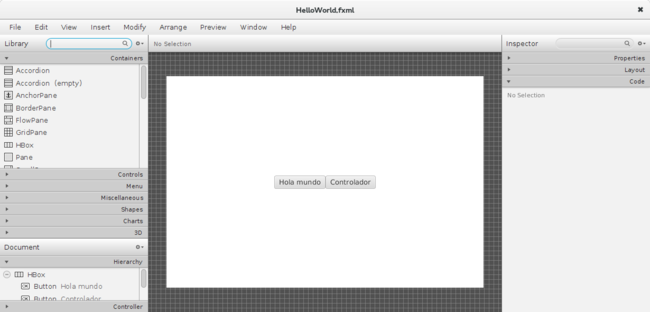 HelloWorld.fxml
File Edit View Insert Modify Arrange Preview Window Help
Library
Containers
Accordion
Accordion (empty)
AnchorPane
BorderPane
FlowPane
GridPane
HBox
Pane
Controls
Menu
Miscellaneous
Shapes
Charts
3D
Document
Hierarchy
HBox
Button Hola mundo
Button Controlador
Controller
No Selection
Hola mundo Controlador
Inspector
Properties
Layout
Code
No Selection